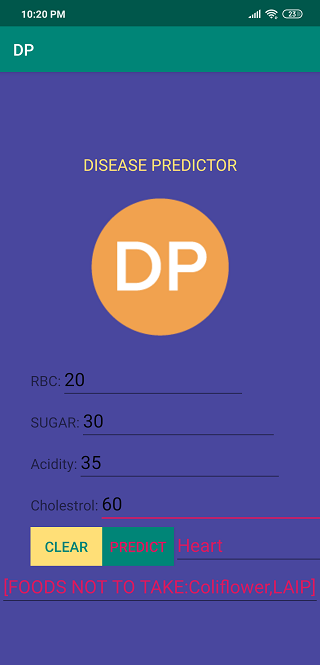 10:20 PM 23
DP
DISEASE PREDICTOR
DP
RBC: 20
SUGAR: 30
Acidity: 35
Cholestrol: 60
CLEAR PREDICT Heart
[FOODS NOT TO TAKE:Coliflower,LAIP]